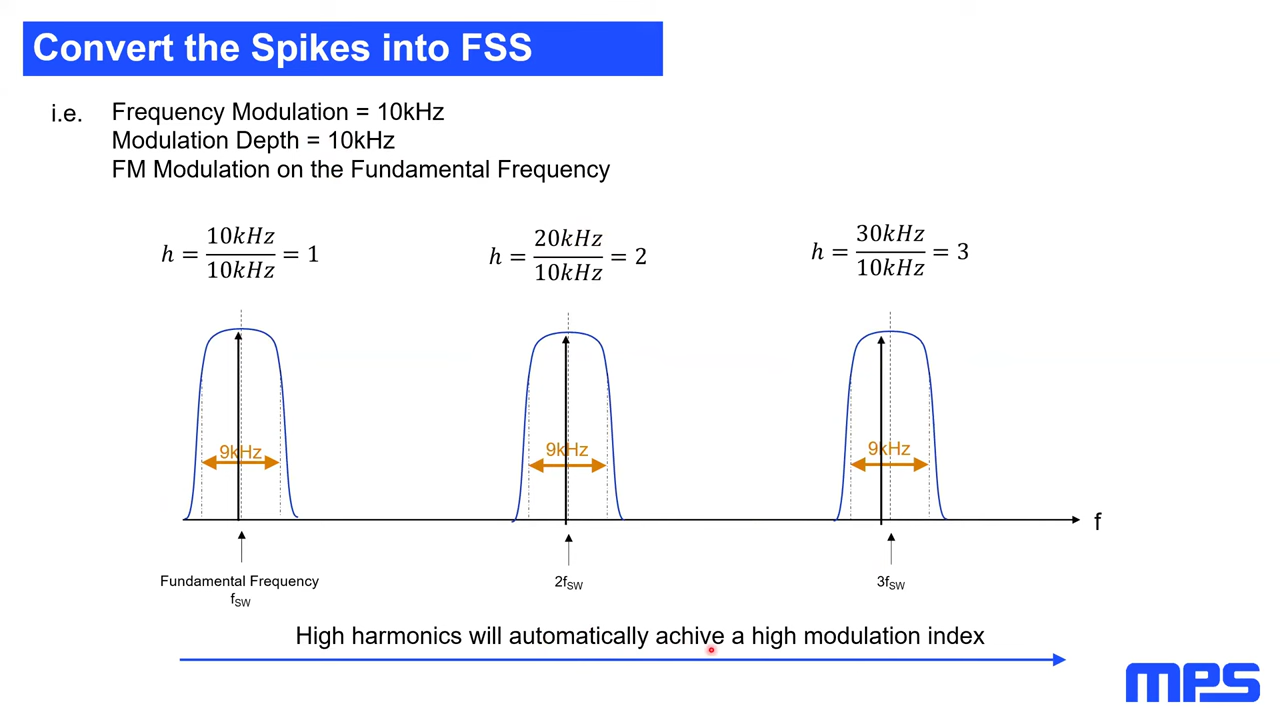 Convert the Spikes into FSS
i.e. Frequency Modulation = 10kHz
Modulation Depth = 10kHz
FM Modulation on the Fundamental Frequency
h = 10kHz/10kHz = 1
h = 20kHz/10kHz = 2
h = 30kHz/10kHz = 3
9kHz
9kHz
9kHz
f
Fundamental Frequency
fSW
2fSW
3fSW
High harmonics will automatically achive a high modulation index
mPS